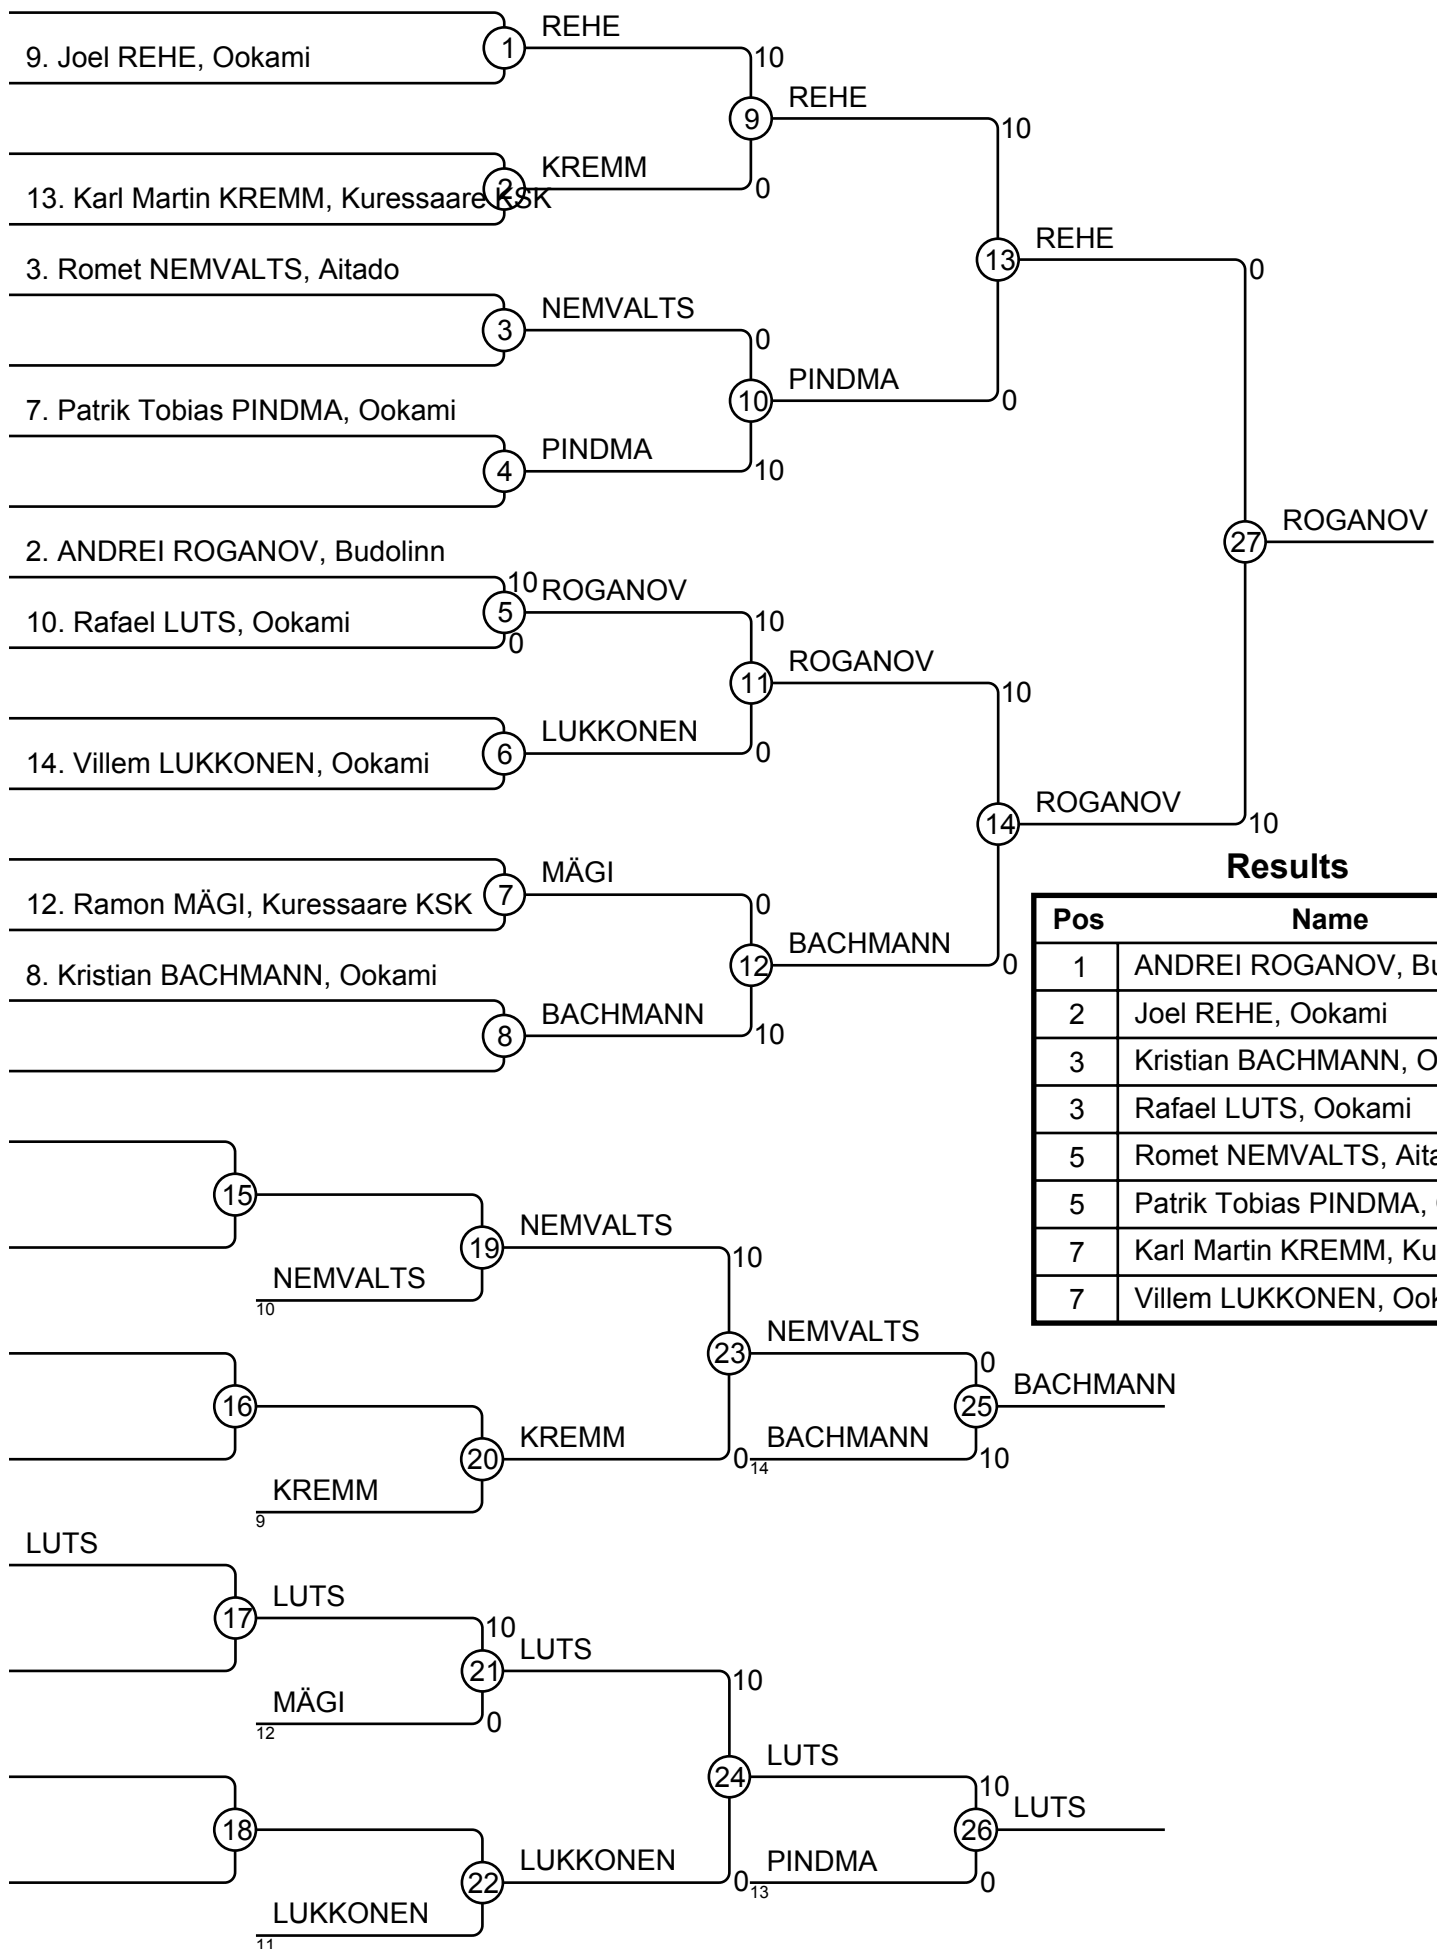 REHE
9. Joel REHE, Ookami
1
10
REHE
9
10
KREMM
13. Karl Martin KREMM, Kuressaare KSK
2
0
3. Romet NEMVALTS, Aitado
REHE
13
0
NEMVALTS
3
0
7. Patrik Tobias PINDMA, Ookami
PINDMA
10
0
PINDMA
4
10
2. ANDREI ROGANOV, Budolinn
ROGANOV
27
10
ROGANOV
10. Rafael LUTS, Ookami
5
0
10
ROGANOV
11
10
14. Villem LUKKONEN, Ookami
6
LUKKONEN
0
ROGANOV
14
10
MÄGI
12. Ramon MÄGI, Kuressaare KSK
7
0
8. Kristian BACHMANN, Ookami
BACHMANN
12
0
BACHMANN
8
10
Results
Pos Name
1 ANDREI ROGANOV, Bu
2 Joel REHE, Ookami
3 Kristian BACHMANN, O
3 Rafael LUTS, Ookami
5 Romet NEMVALTS, Aita
5 Patrik Tobias PINDMA,
7 Karl Martin KREMM, Ku
7 Villem LUKKONEN, Ook
15
NEMVALTS
19
10
NEMVALTS
10
NEMVALTS
23
0
16
BACHMANN
25
KREMM
20
0
BACHMANN
14
10
KREMM
9
LUTS
LUTS
17
10
LUTS
21
10
MÄGI
12
0
LUTS
24
10
LUTS
18
26
LUKKONEN
22
0
PINDMA
13
0
LUKKONEN
11